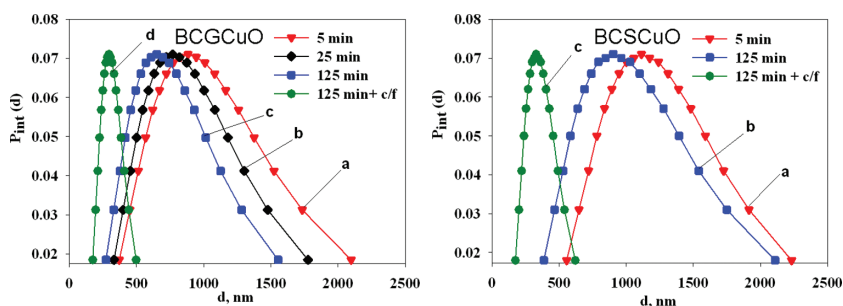 BCGCuO
5 min
25 min
125 min
125 min+ c/f
d
c
b
a
0.08
0.07
0.06
0.05
0.04
0.03
0.02
Pint (d)
0
500
1000
1500
2000
2500
d, nm
BCSCuO
5 min
125 min
125 min + c/f
c
b
a
0.08
0.07
0.06
0.05
0.04
0.03
0.02
Pint (d)
0
500
1000
1500
2000
2500
d, nm